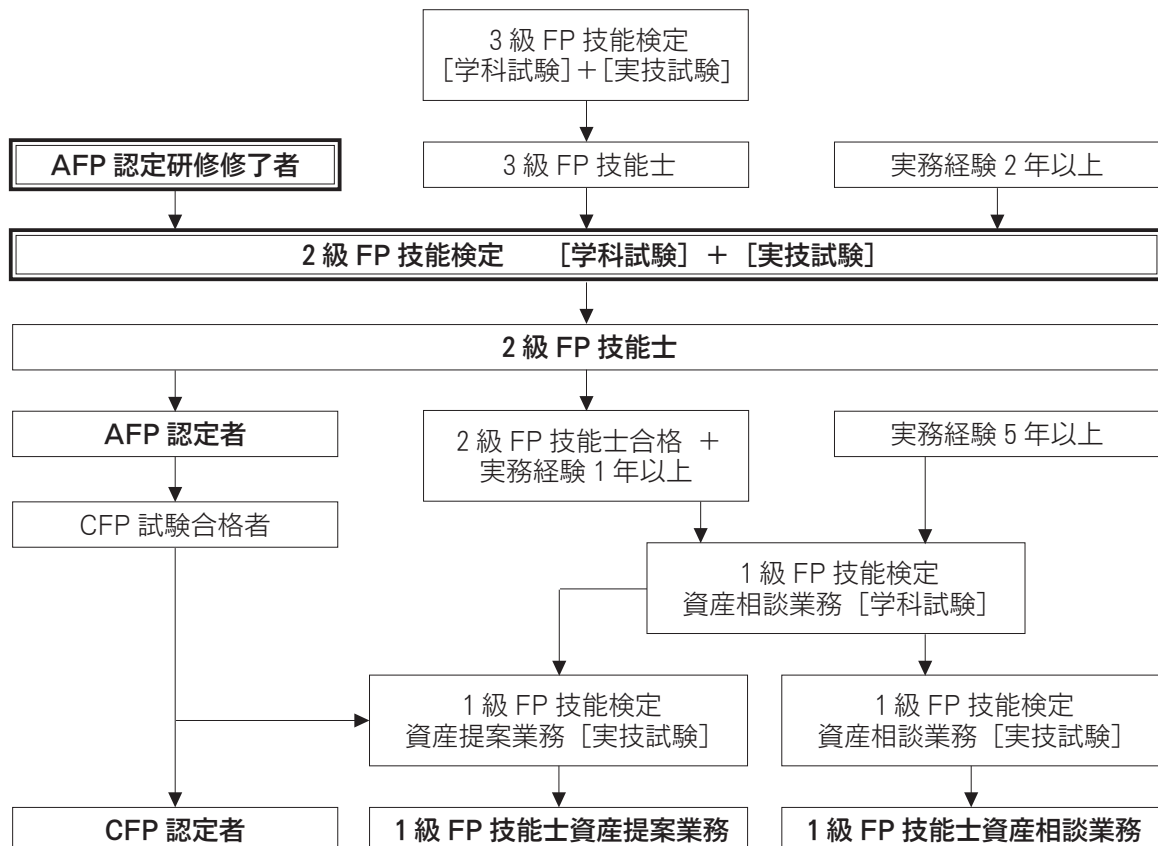 3級FP技能検定
[学科試験]+[実技試験]
AFP認定研修修了者
3級FP技能士
実務経験2年以上
2級FP技能検定 [学科試験] + [実技試験]
2級FP技能士
AFP認定者
2級FP技能士合格 +
実務経験1年以上
実務経験5年以上
CFP試験合格者
1級FP技能検定
資産相談業務 [学科試験]
1級FP技能検定
資産提案業務 [実技試験]
1級FP技能検定
資産相談業務 [実技試験]
CFP認定者
1級FP技能士資産提案業務
1級FP技能士資産相談業務